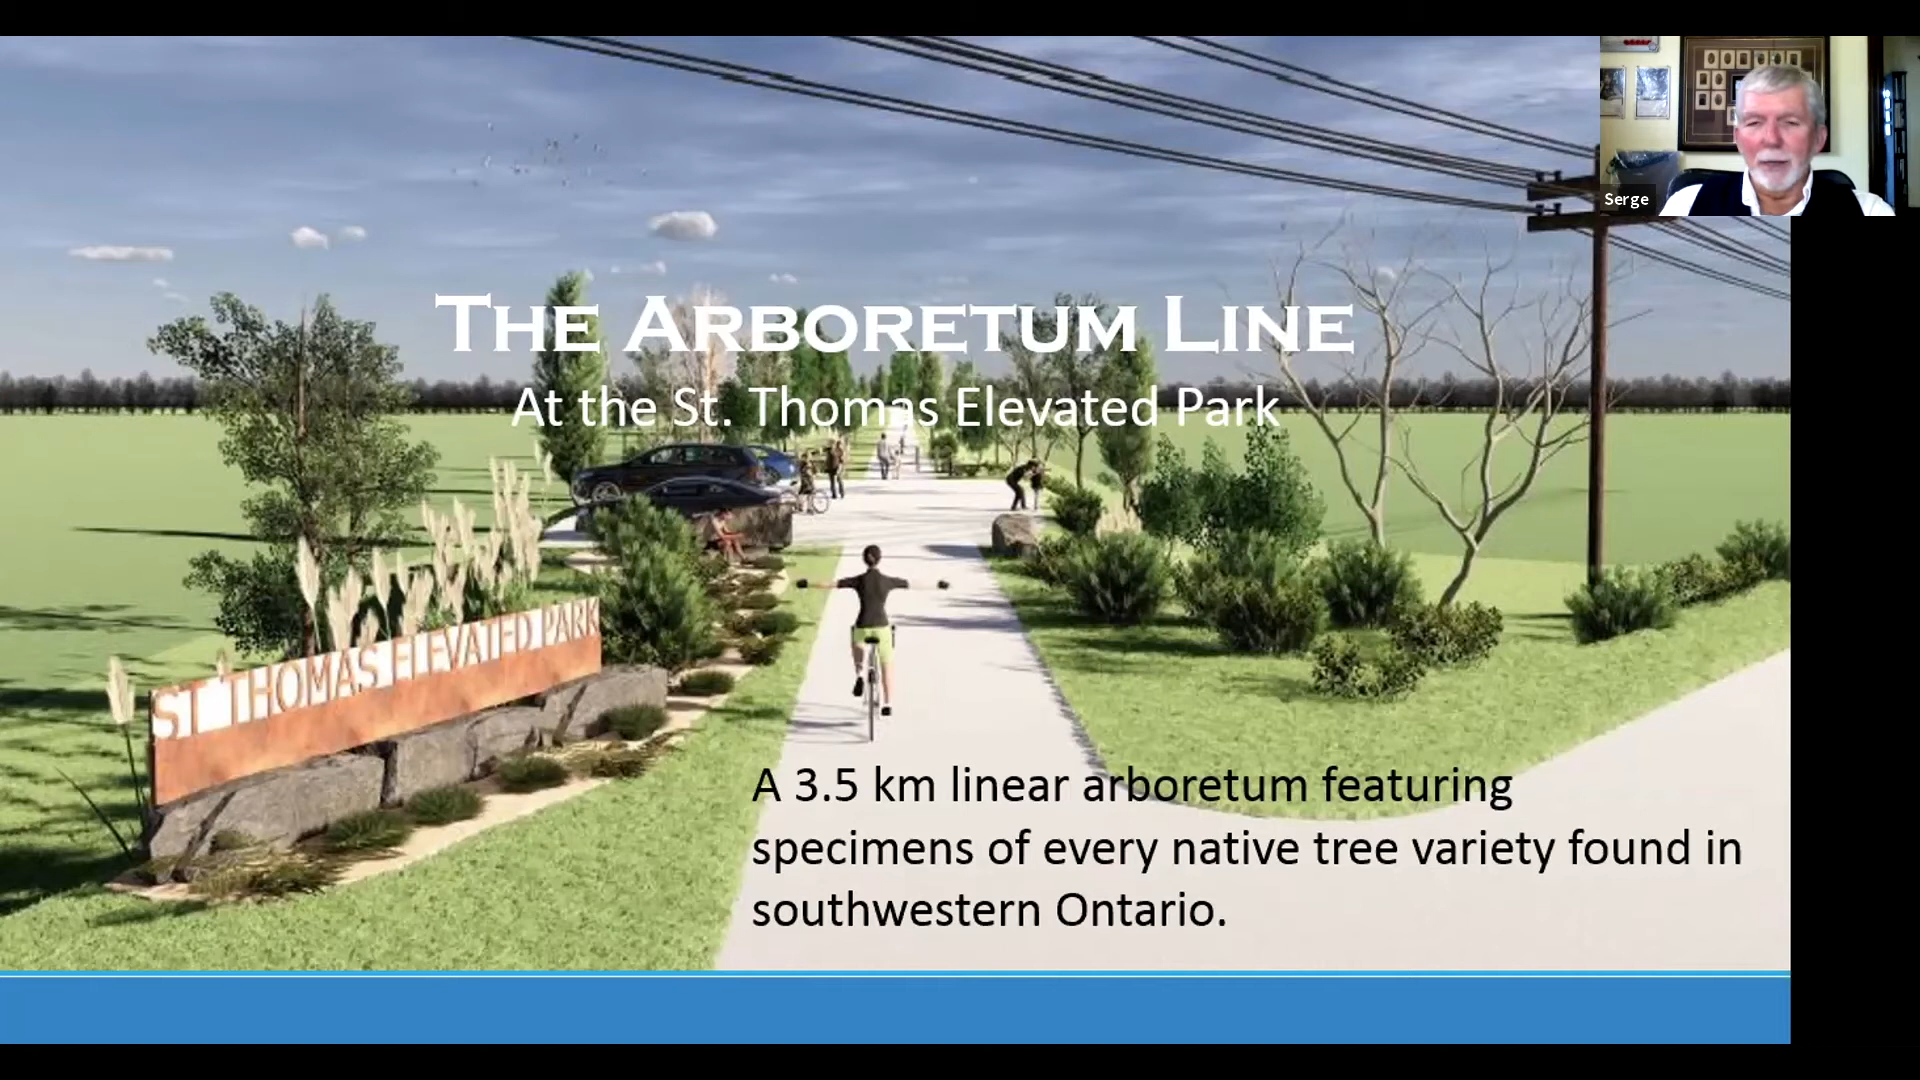 Serge
THE ARBORETUM LINE
At the St. Thomas Elevated Park
ST THOMAS ELEVATED PARK
A 3.5 km linear arboretum featuring
specimens of every native tree variety found in
southwestern Ontario.